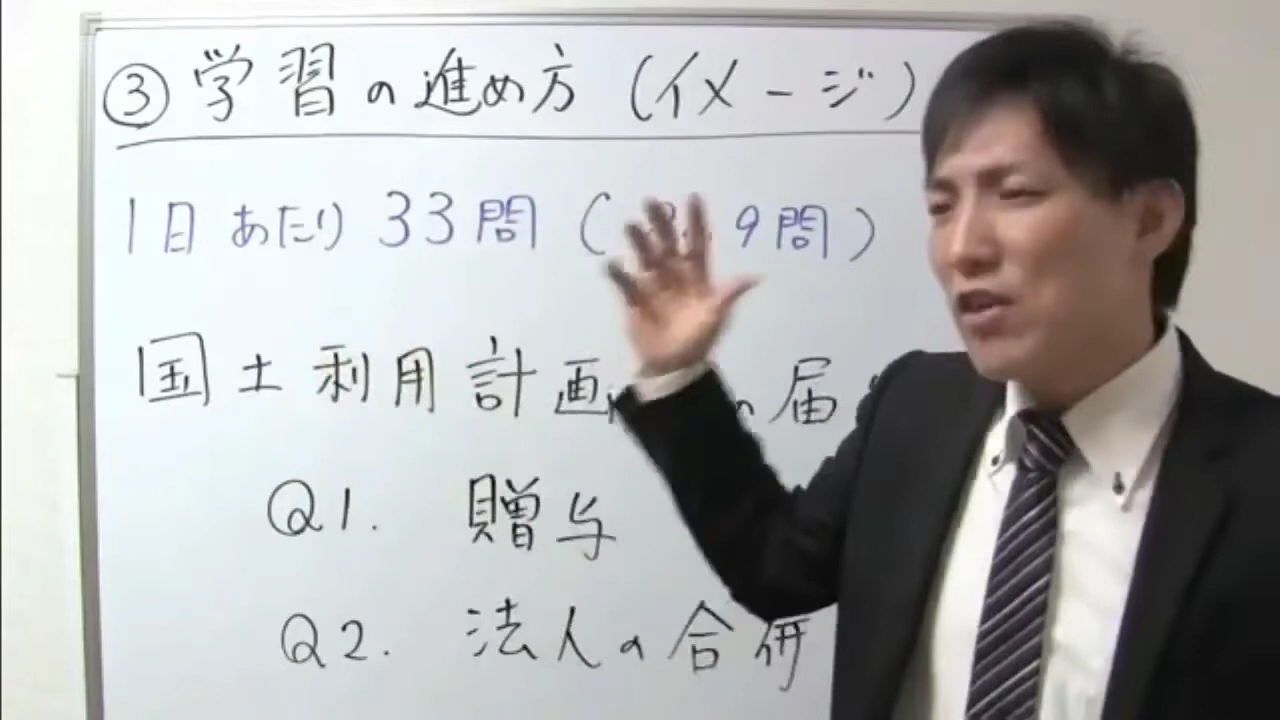 ③学習の進め方（イメージ）
1日あたり33問（ 9問）
国土利用計画 の届
Q1. 贈与
Q2. 法人の合併